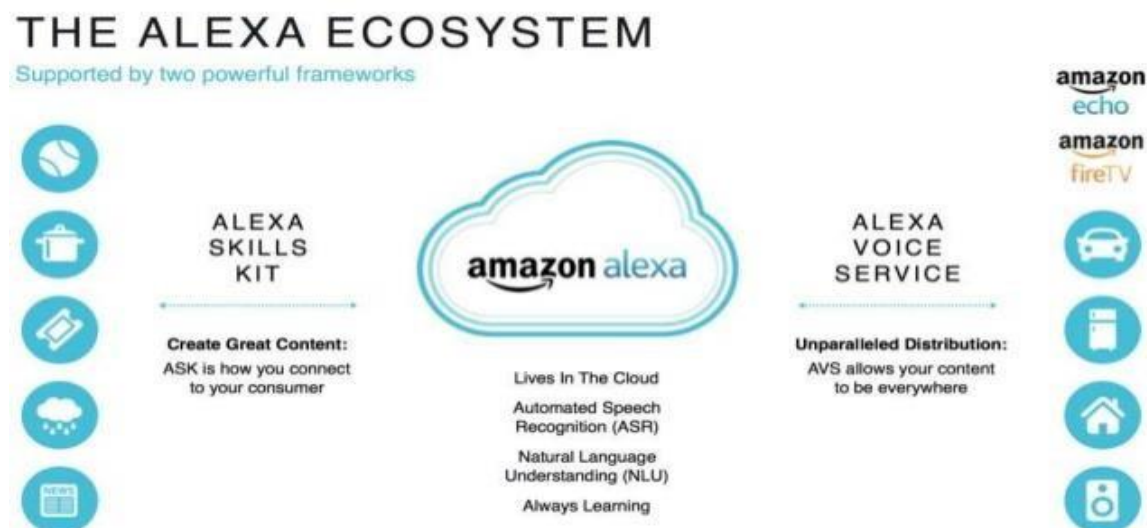 THE ALEXA ECOSYSTEM
Supported by two powerful frameworks
amazon
echo
amazon
fireTV
ALEXA
SKILLS
KIT
Create Great Content:
ASK is how you connect
to your consumer
amazon alexa
Lives In The Cloud
Automated Speech
Recognition (ASR)
Natural Language
Understanding (NLU)
Always Learning
ALEXA
VOICE
SERVICE
Unparalleled Distribution:
AVS allows your content
to be everywhere
NEWS